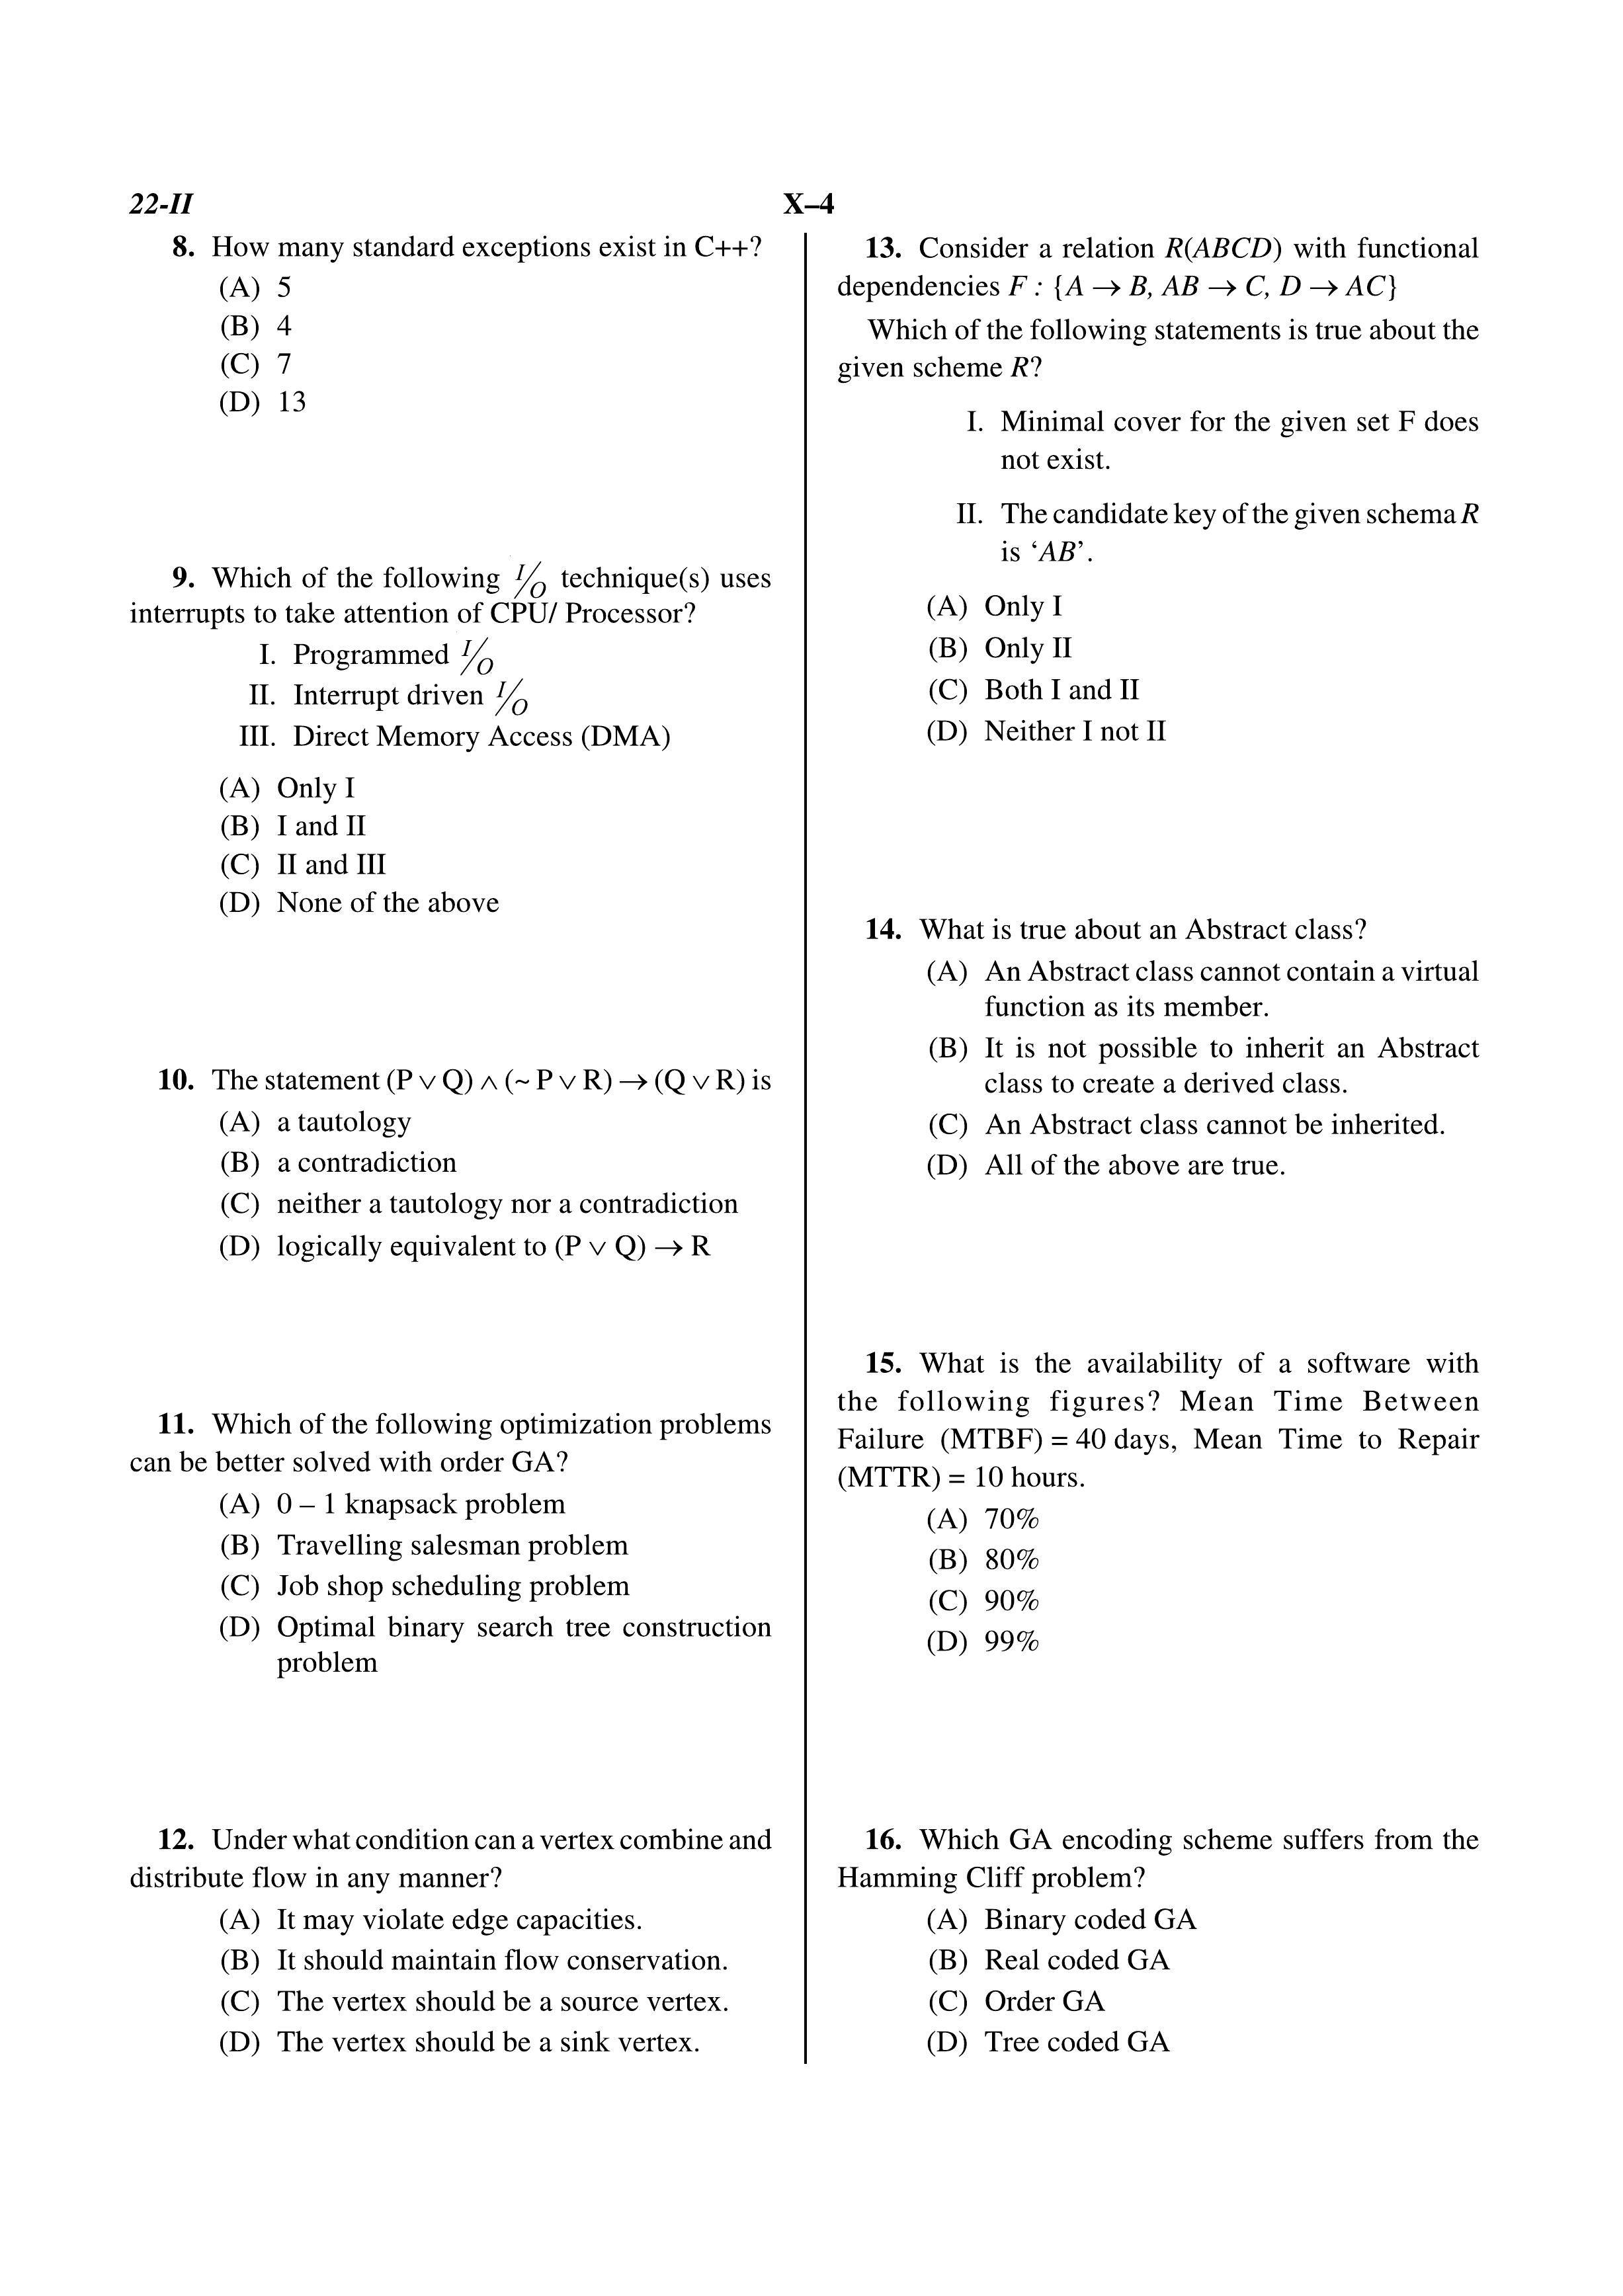 22-II
X–4
8. How many standard exceptions exist in C++?
(A) 5
(B) 4
(C) 7
(D) 13
9. Which of the following I/O technique(s) uses
interrupts to take attention of CPU/ Processor?
I. Programmed I/O
II. Interrupt driven I/O
III. Direct Memory Access (DMA)
(A) Only I
(B) I and II
(C) II and III
(D) None of the above
10. The statement (P ∨ Q) ∧ (~ P ∨ R) → (Q ∨ R) is
(A) a tautology
(B) a contradiction
(C) neither a tautology nor a contradiction
(D) logically equivalent to (P ∨ Q) → R
11. Which of the following optimization problems
can be better solved with order GA?
(A) 0 – 1 knapsack problem
(B) Travelling salesman problem
(C) Job shop scheduling problem
(D) Optimal binary search tree construction
problem
12. Under what condition can a vertex combine and
distribute flow in any manner?
(A) It may violate edge capacities.
(B) It should maintain flow conservation.
(C) The vertex should be a source vertex.
(D) The vertex should be a sink vertex.
13. Consider a relation R(ABCD) with functional
dependencies F : {A → B, AB → C, D → AC}
Which of the following statements is true about the
given scheme R?
I. Minimal cover for the given set F does
not exist.
II. The candidate key of the given schema R
is ‘AB’.
(A) Only I
(B) Only II
(C) Both I and II
(D) Neither I not II
14. What is true about an Abstract class?
(A) An Abstract class cannot contain a virtual
function as its member.
(B) It is not possible to inherit an Abstract
class to create a derived class.
(C) An Abstract class cannot be inherited.
(D) All of the above are true.
15. What is the availability of a software with
the following figures? Mean Time Between
Failure (MTBF) = 40 days, Mean Time to Repair
(MTTR) = 10 hours.
(A) 70%
(B) 80%
(C) 90%
(D) 99%
16. Which GA encoding scheme suffers from the
Hamming Cliff problem?
(A) Binary coded GA
(B) Real coded GA
(C) Order GA
(D) Tree coded GA